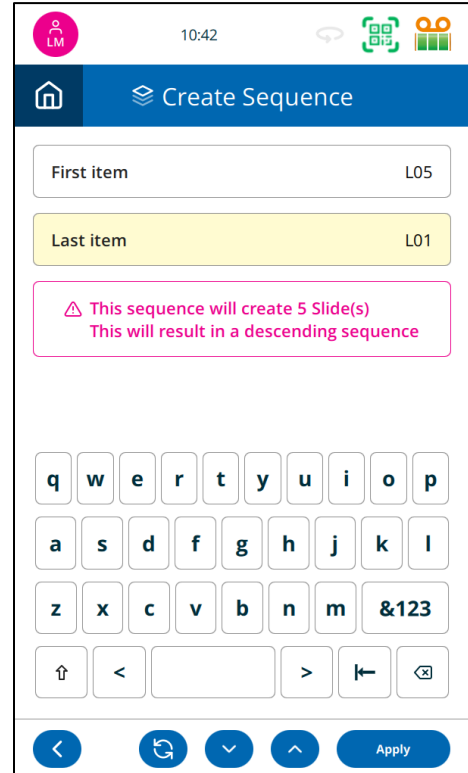 LM
10:42
Create Sequence
First item L05
Last item L01
This sequence will create 5 Slide(s)
This will result in a descending sequence
q w e r t y u i o p
a s d f g h j k l
z x c v b n m &123
< >
Apply